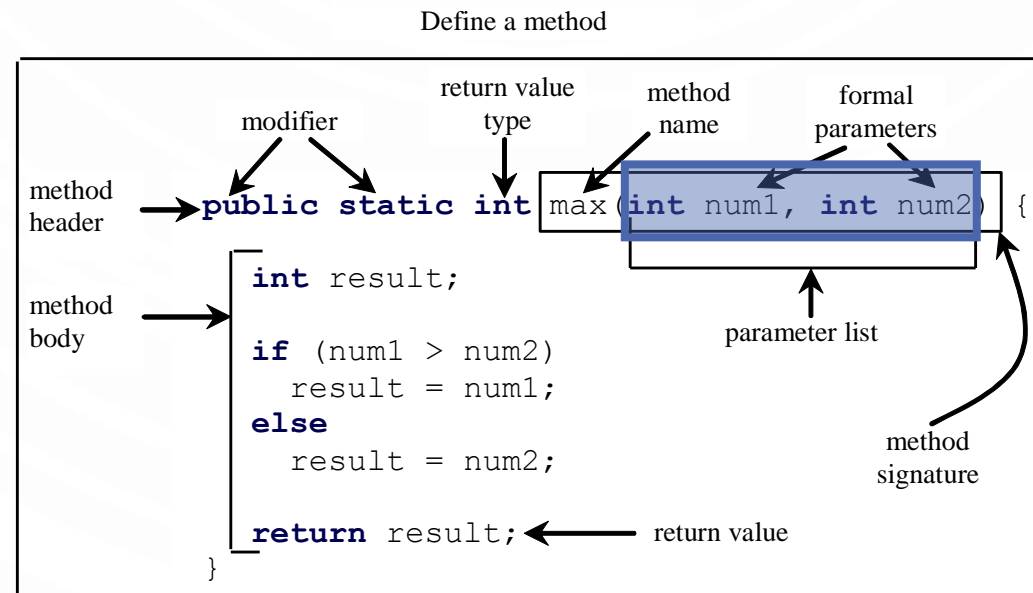 Define a method
return value
type
method
name
formal
parameters
modifier
method
header
public static int max(int num1, int num2) {
method
body
int result;
if (num1 > num2)
result = num1;
else
result = num2;
return result;
}
parameter list
method
signature
return value